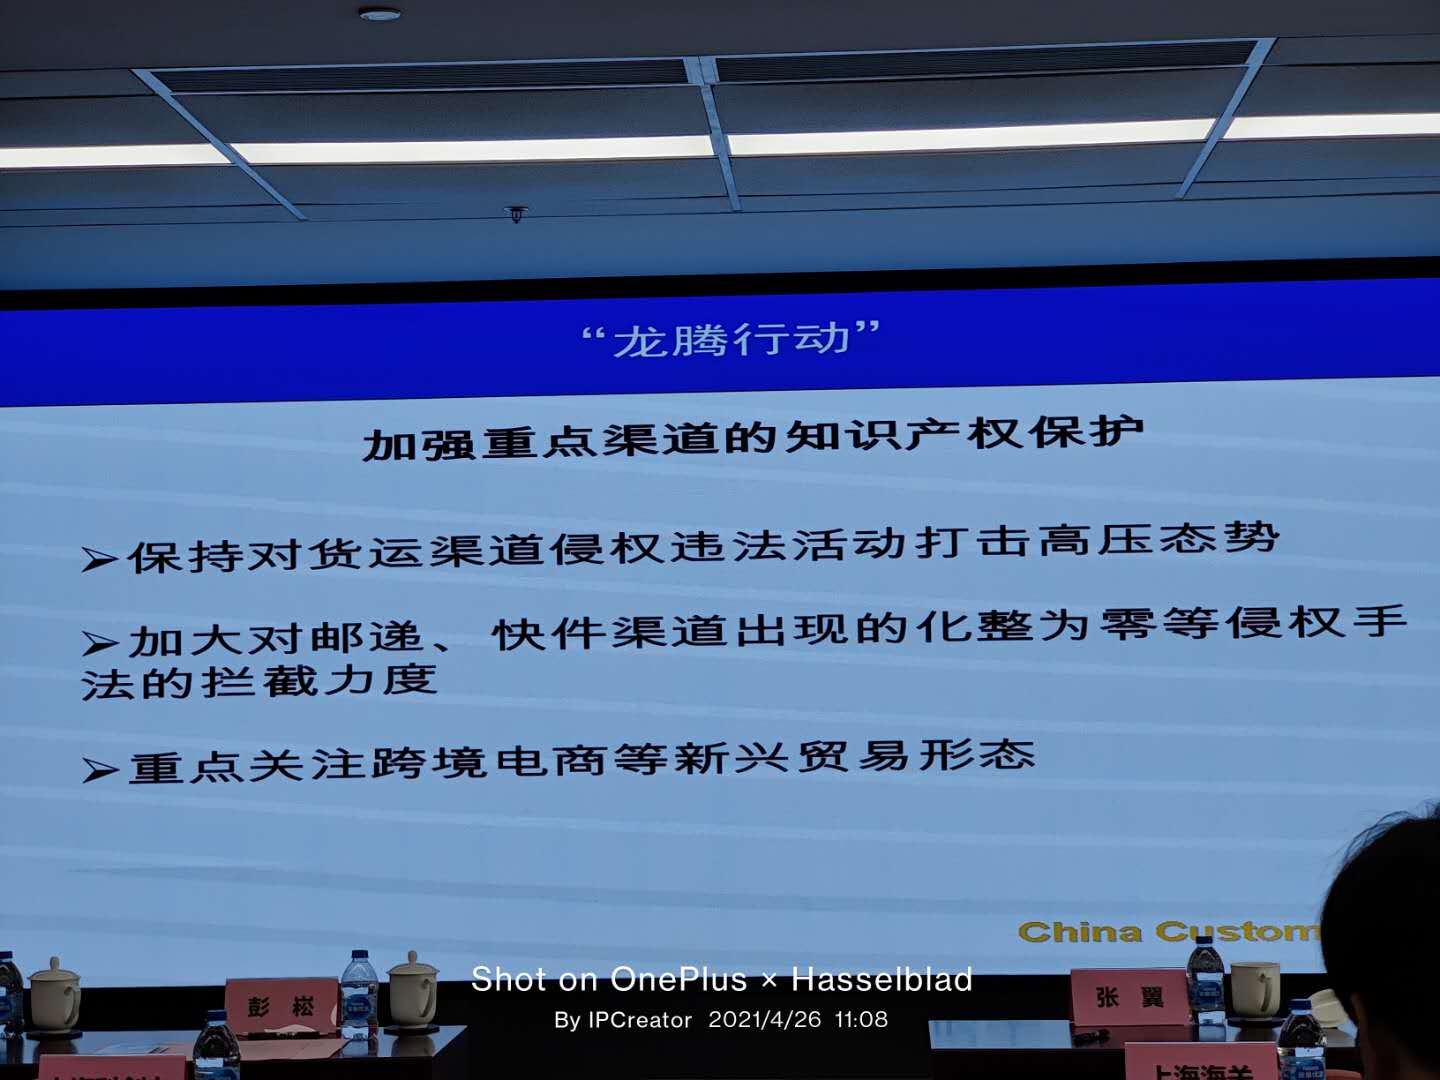 “龙腾行动”
加强重点渠道的知识产权保护
➢保持对货运渠道侵权违法活动打击高压态势
➢加大对邮递、快件渠道出现的化整为零等侵权手
法的拦截力度
➢重点关注跨境电商等新兴贸易形态
China Custom
彭 崧
张 翼
上海海关
Shot on OnePlus × Hasselblad
By IPCreator 2021/4/26 11:08